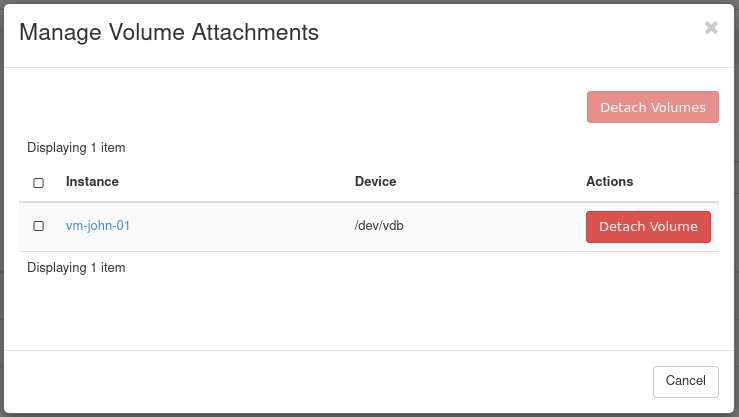 Manage Volume Attachments
Detach Volumes
Displaying 1 item
Instance Device Actions
vm-john-01 /dev/vdb Detach Volume
Displaying 1 item
Cancel